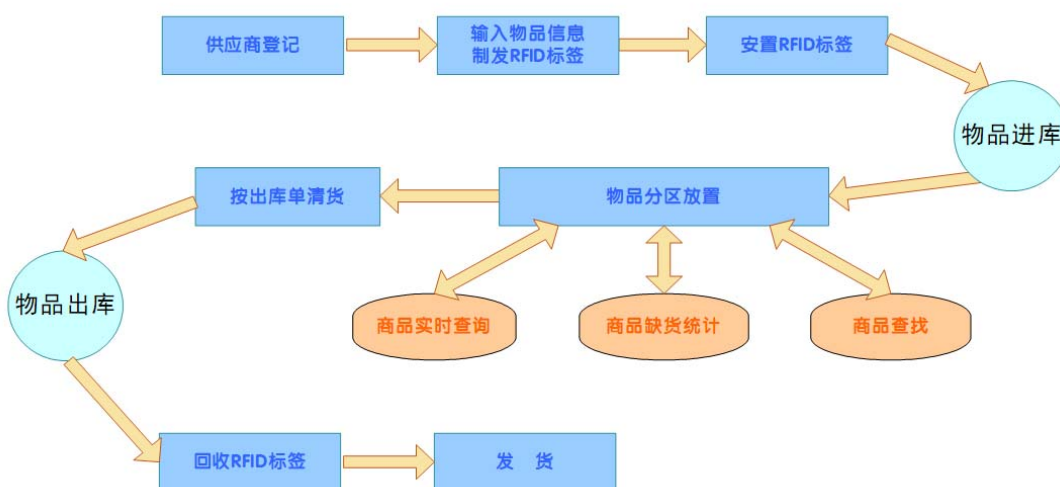 供应商登记
输入物品信息
制发RFID标签
安置RFID标签
物品进库
按出库单清货
物品分区放置
物品出库
商品实时查询
商品缺货统计
商品查找
回收RFID标签
发 货